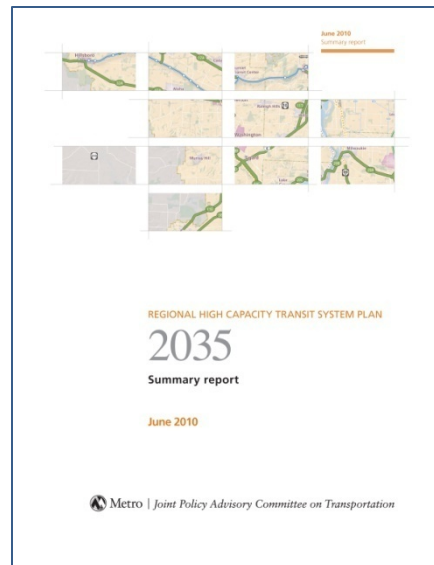 June 2010
Summary report
REGIONAL HIGH CAPACITY TRANSIT SYSTEM PLAN
2035
Summary report
June 2010
Metro | Joint Policy Advisory Committee on Transportation